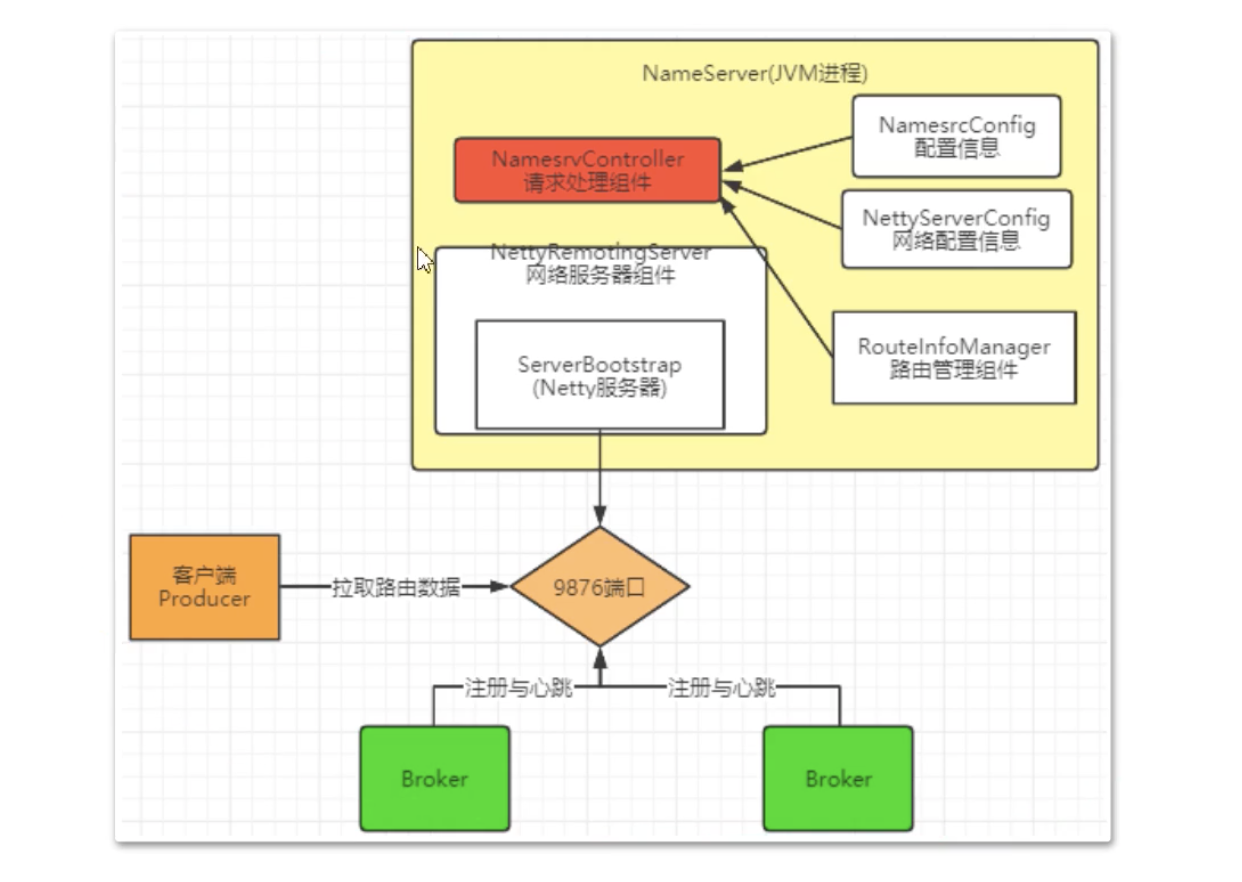 NameServer(JVM进程)
NamesrvController
请求处理组件
NamesrcConfig
配置信息
NettyServerConfig
网络配置信息
NettyRemotingServer
网络服务器组件
ServerBootstrap
(Netty服务器)
RouteInfoManager
路由管理组件
客户端
Producer
拉取路由数据
9876端口
注册与心跳
注册与心跳
Broker
Broker